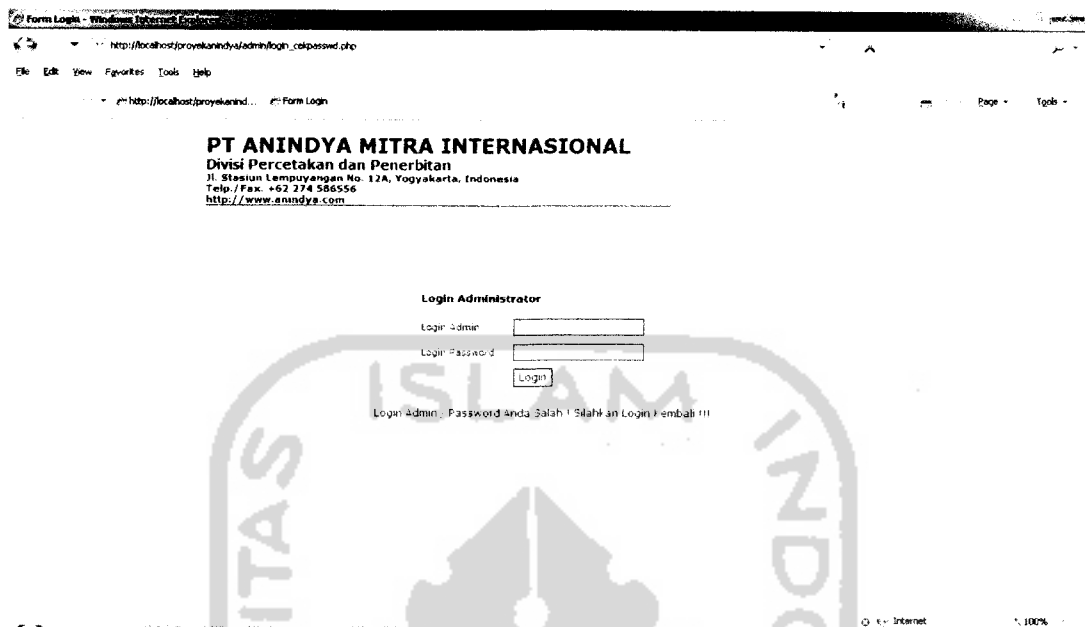 Form Login - Windows Internet Explorer
http://localhost/proyekanindya/admin/login_cekpasswd.php
File Edit View Favorites Tools Help
http://localhost/proyekanind... Form Login
Page Tools
PT ANINDYA MITRA INTERNASIONAL
Divisi Percetakan dan Penerbitan
Jl. Stasiun Lempuyangan No. 12A, Yogyakarta, Indonesia
Telp./Fax. +62 274 586556
http://www.anindya.com
Login Administrator
Login Admin
Login Password
Login
Login Admin / Password Anda Salah ! Silahkan Login Kembali !!!
ISLAM
ITAS
INDO
Internet 100%